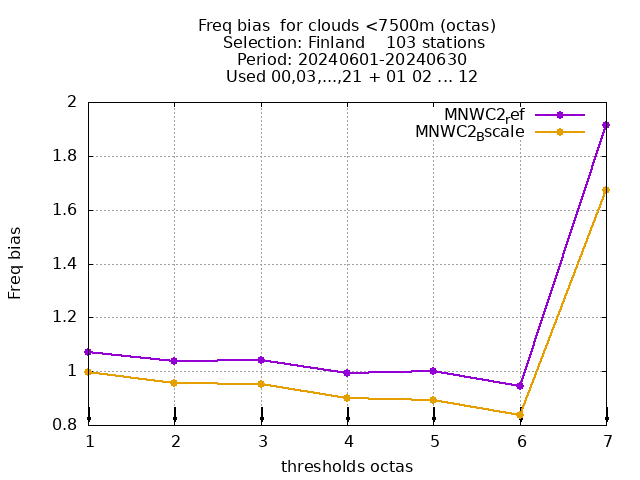 Freq bias  for clouds <7500m (octas)
Selection: Finland    103 stations
Period: 20240601-20240630
Used 00,03,...,21 + 01 02 ... 12
MNWC2ref
MNWC2Bscale
2
1.8
1.6
1.4
1.2
1
0.8
Freq bias
1 2 3 4 5 6 7
thresholds octas